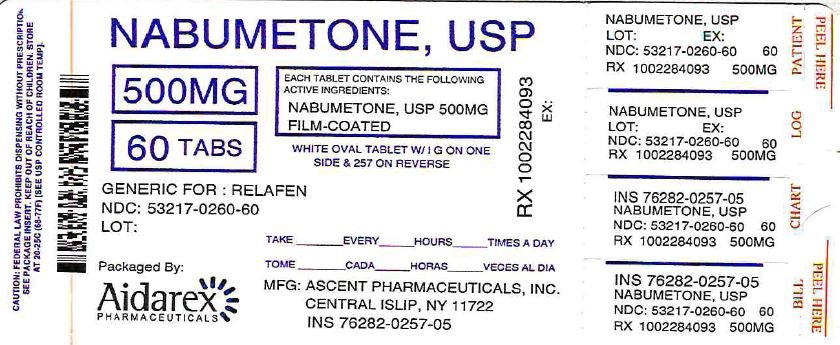 CAUTION: FEDERAL LAW PROHIBITS DISPENSING WITHOUT PRESCRIPTION.
SEE PACKAGE INSERT. KEEP OUT OF REACH OF CHILDREN. STORE
AT 20-25C (68-77F) [SEE USP CONTROLLED ROOM TEMP].
NABUMETONE, USP
500MG
60 TABS
EACH TABLET CONTAINS THE FOLLOWING
ACTIVE INGREDIENTS:
NABUMETONE, USP 500MG
FILM-COATED
WHITE OVAL TABLET W/ I G ON ONE
SIDE & 257 ON REVERSE
GENERIC FOR : RELAFEN
NDC: 53217-0260-60
LOT:
RX 1002284093
EX:
TAKE ______EVERY______HOURS______TIMES A DAY
TOME ______CADA______HORAS______VECES AL DIA
Packaged By:
Aidarex
PHARMACEUTICALS
MFG: ASCENT PHARMACEUTICALS, INC.
CENTRAL ISLIP, NY 11722
INS 76282-0257-05
NABUMETONE, USP
LOT: EX:
NDC: 53217-0260-60 60
RX 1002284093 500MG
PATIENT
PEEL HERE
NABUMETONE, USP
LOT: EX:
NDC: 53217-0260-60 60
RX 1002284093 500MG
LOG
INS 76282-0257-05
NABUMETONE, USP
NDC: 53217-0260-60 60
RX 1002284093 500MG
CHART
INS 76282-0257-05
NABUMETONE, USP
NDC: 53217-0260-60 60
RX 1002284093 500MG
BILL
PEEL HERE